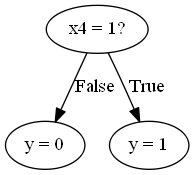 x4 = 1?
False
True
y = 0
y = 1